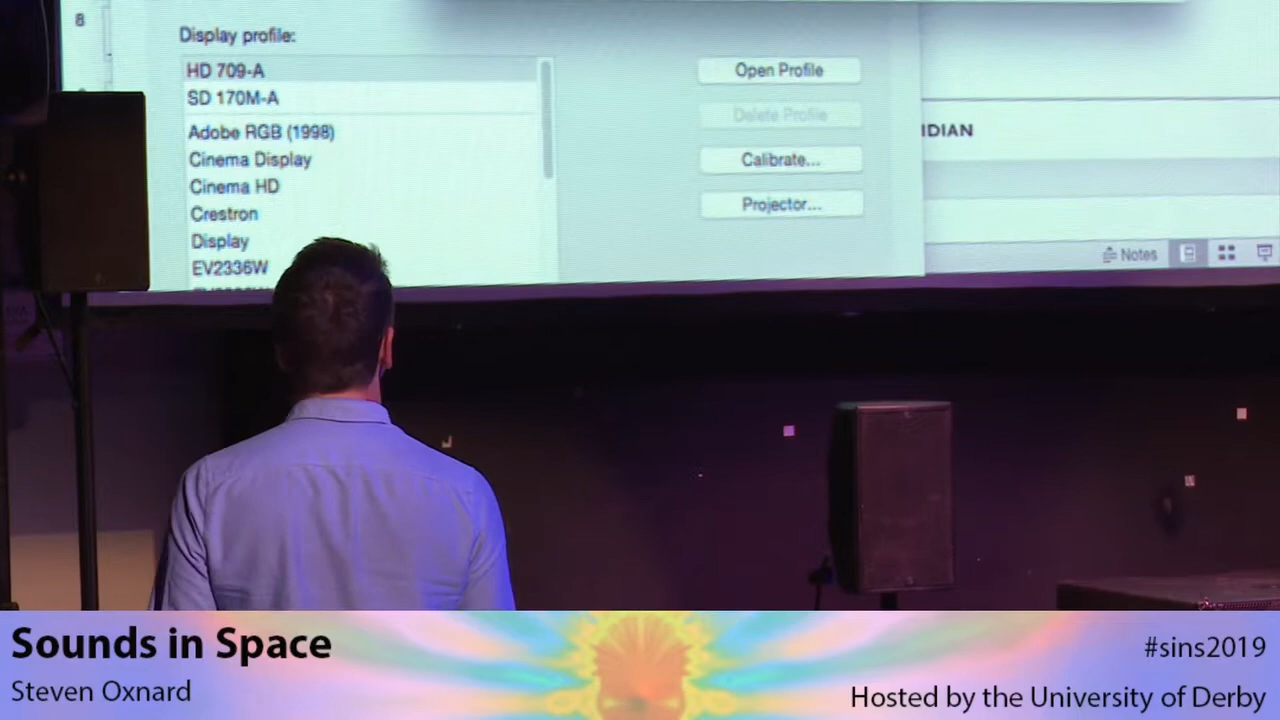 8
Display profile:
HD 709-A
SD 170M-A
Adobe RGB (1998)
Cinema Display
Cinema HD
Crestron
Display
EV2336W
Open Profile
Delete Profile
Calibrate...
Projector...
IDIAN
Notes
Sounds in Space
Steven Oxnard
#sins2019
Hosted by the University of Derby